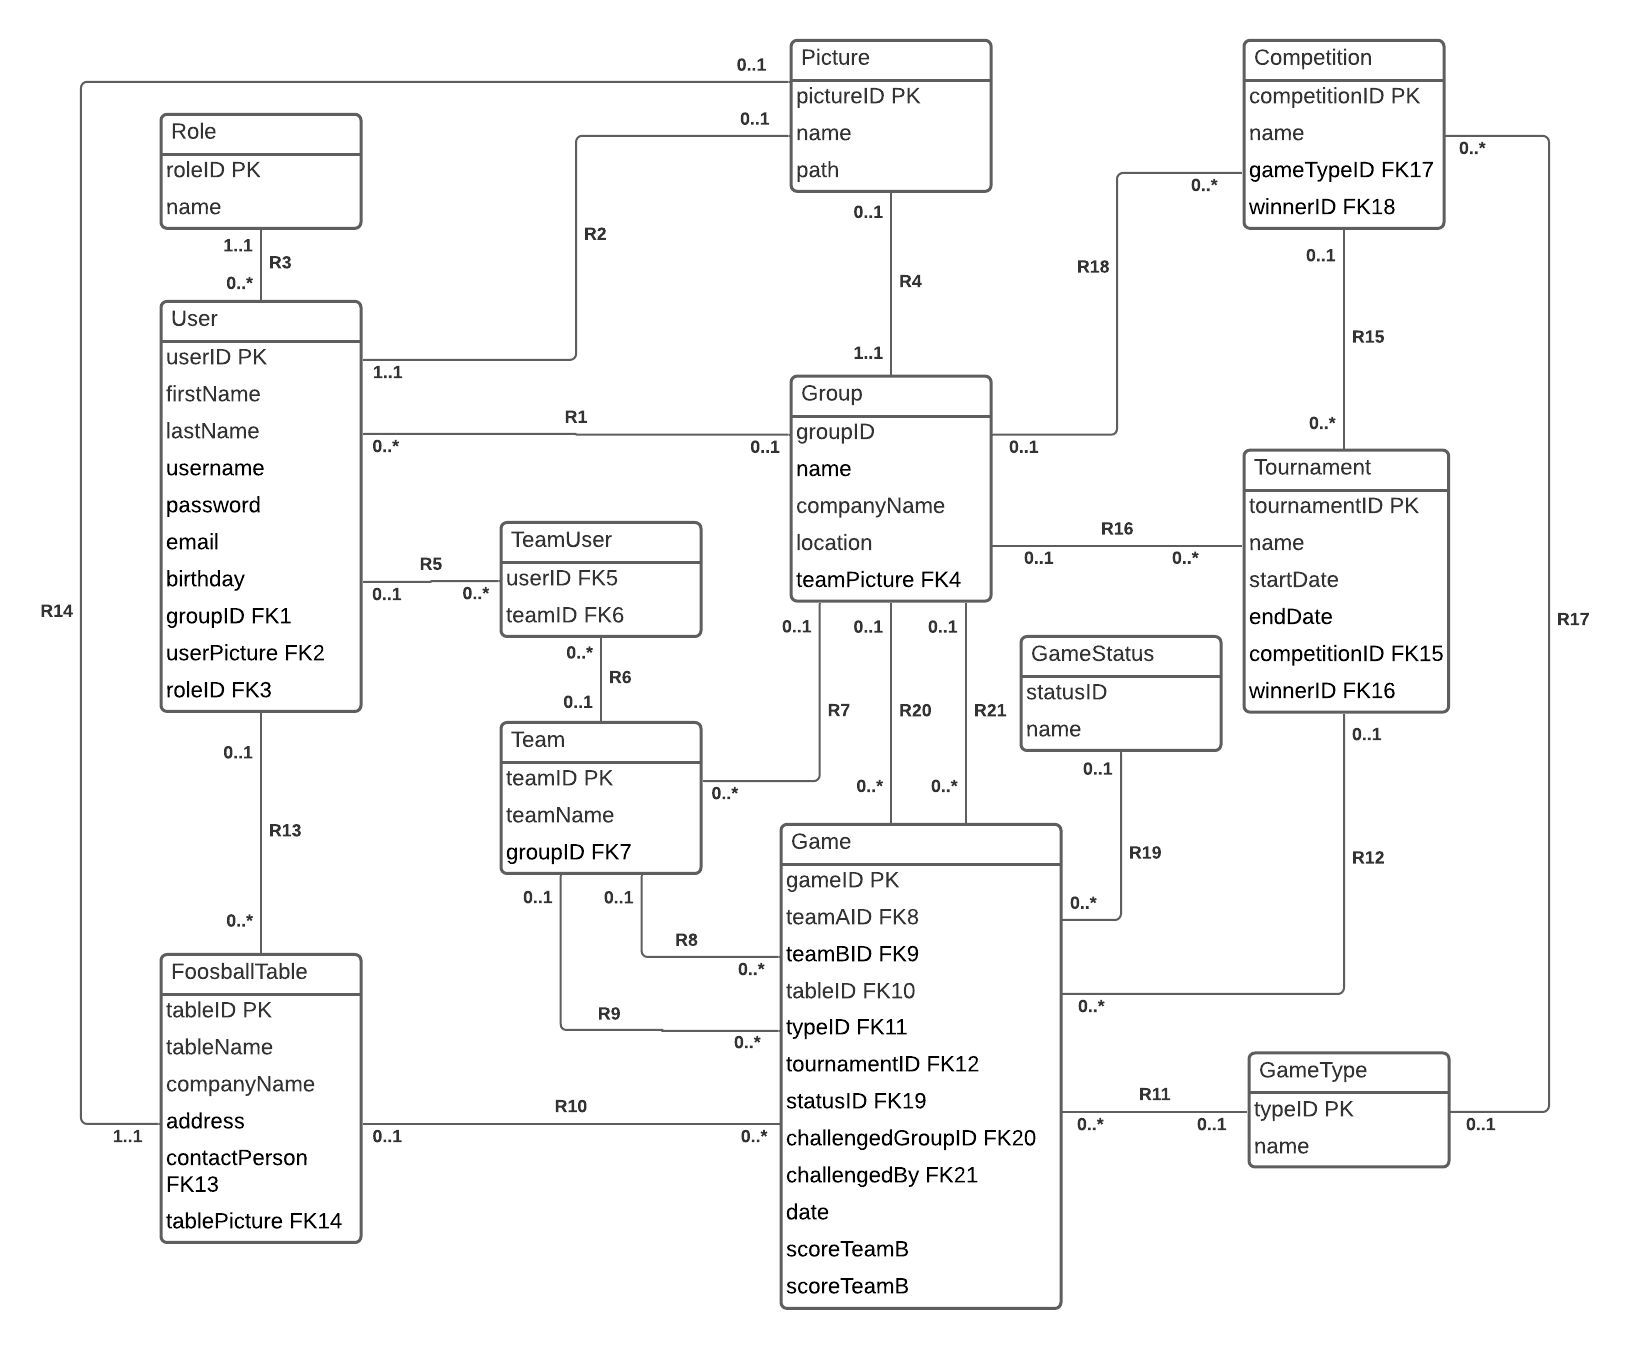 Picture
pictureID PK
name
path
Competition
competitionID PK
name
gameTypeID FK17
winnerID FK18
Role
roleID PK
name
0..1
0..1
0..*
0..*
R2
0..1
R4
1..1
R18
0..1
R15
0..*
1..1
R3
0..*
User
userID PK
firstName
lastName
username
password
email
birthday
groupID FK1
userPicture FK2
roleID FK3
1..1
R1
0..*
0..1
Group
groupID
name
companyName
location
teamPicture FK4
0..1
R16
0..1
0..*
Tournament
tournamentID PK
name
startDate
endDate
competitionID FK15
winnerID FK16
TeamUser
userID FK5
teamID FK6
R5
0..1
0..*
R14
R17
0..*
R6
0..1
0..1
0..1
0..1
GameStatus
statusID
name
Team
teamID PK
teamName
groupID FK7
R7
R20
R21
0..*
0..*
0..*
0..1
R19
0..*
0..1
R12
0..*
0..1
R13
0..*
0..1
0..1
R8
0..*
R9
0..*
Game
gameID PK
teamAID FK8
teamBID FK9
tableID FK10
typeID FK11
tournamentID FK12
statusID FK19
challengedGroupID FK20
challengedBy FK21
date
scoreTeamB
scoreTeamB
FoosballTable
tableID PK
tableName
companyName
address
contactPerson
FK13
tablePicture FK14
1..1
R10
0..1
0..*
R11
0..*
0..1
GameType
typeID PK
name
0..1